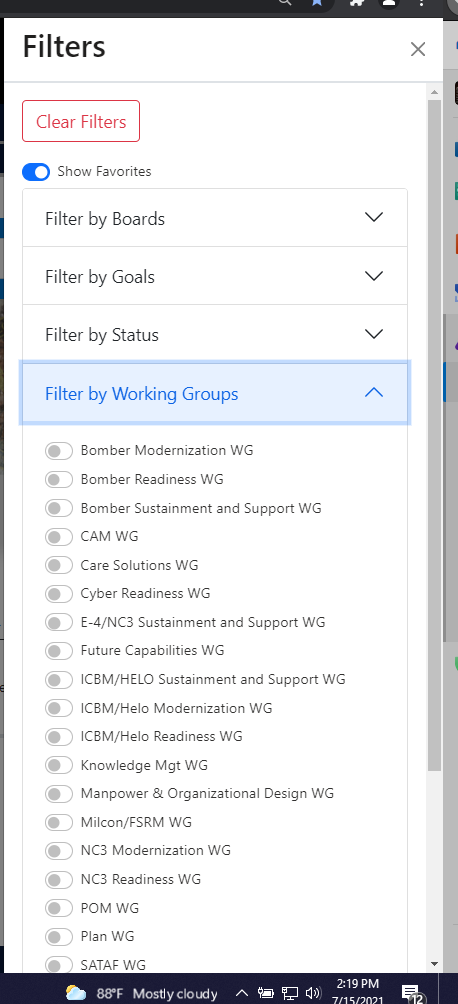 Filters
Clear Filters
Show Favorites
Filter by Boards
Filter by Goals
Filter by Status
Filter by Working Groups
Bomber Modernization WG
Bomber Readiness WG
Bomber Sustainment and Support WG
CAM WG
Care Solutions WG
Cyber Readiness WG
E-4/NC3 Sustainment and Support WG
Future Capabilities WG
ICBM/HELO Sustainment and Support WG
ICBM/Helo Modernization WG
ICBM/Helo Readiness WG
Knowledge Mgt WG
Manpower & Organizational Design WG
Milcon/FSRM WG
NC3 Modernization WG
NC3 Readiness WG
POM WG
Plan WG
SATAF WG
88°F Mostly cloudy
2:19 PM
7/15/2021
12